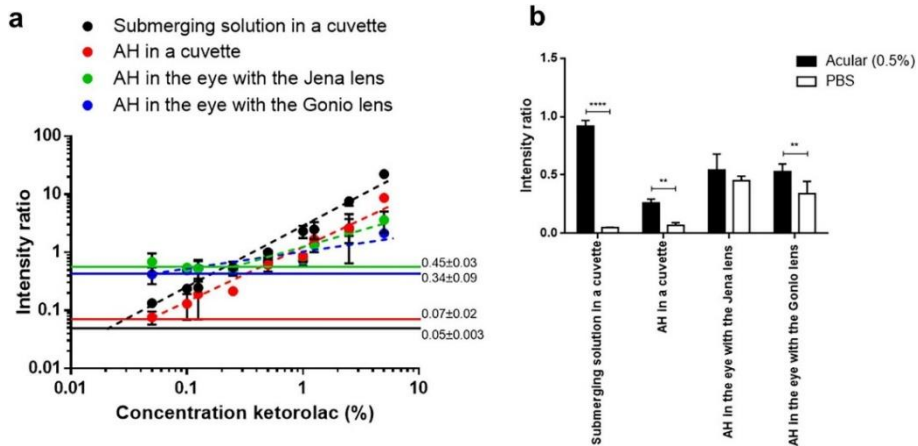 a
Submerging solution in a cuvette
AH in a cuvette
AH in the eye with the Jena lens
AH in the eye with the Gonio lens
Intensity ratio
100
10
1
0.1
0.01
0.45±0.03
0.34±0.09
0.07±0.02
0.05±0.003
0.01
0.1
1
10
Concentration ketorolac (%)
b
Acular (0.5%)
PBS
Intensity ratio
1.5
1.0
0.5
0.0
****
**
**
Submerging solution in a cuvette
AH in a cuvette
AH in the eye with the Jena lens
AH in the eye with the Gonio lens